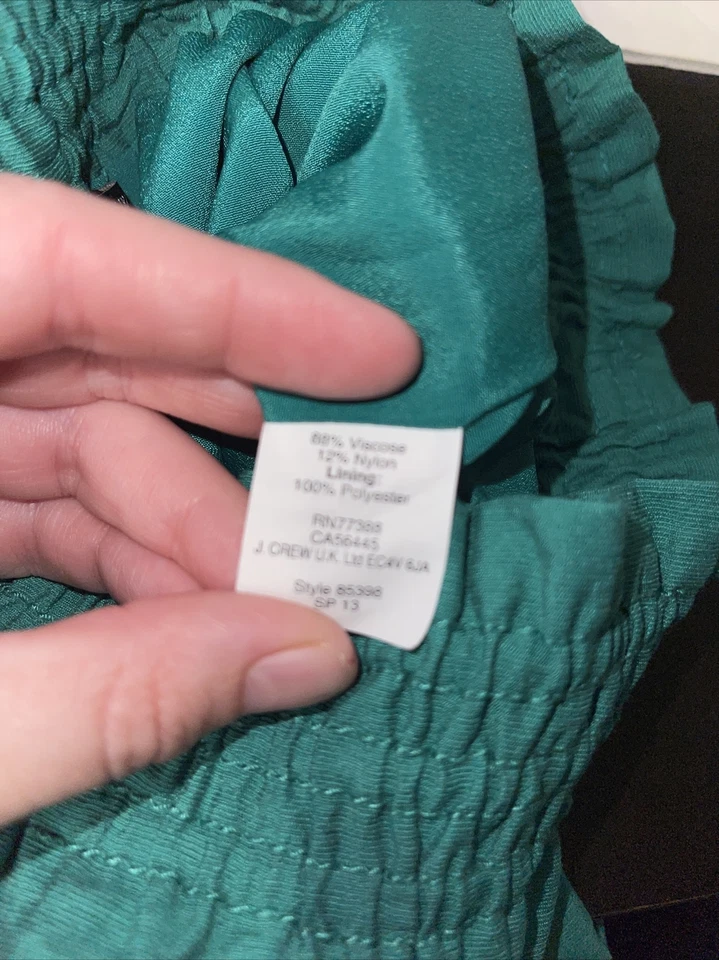 88% Viscose
12% Nylon
Lining:
100% Polyester
RN77388
CA56445
J. CREW U.K. Ltd EC4V 6JA
Style 85398
SP 13